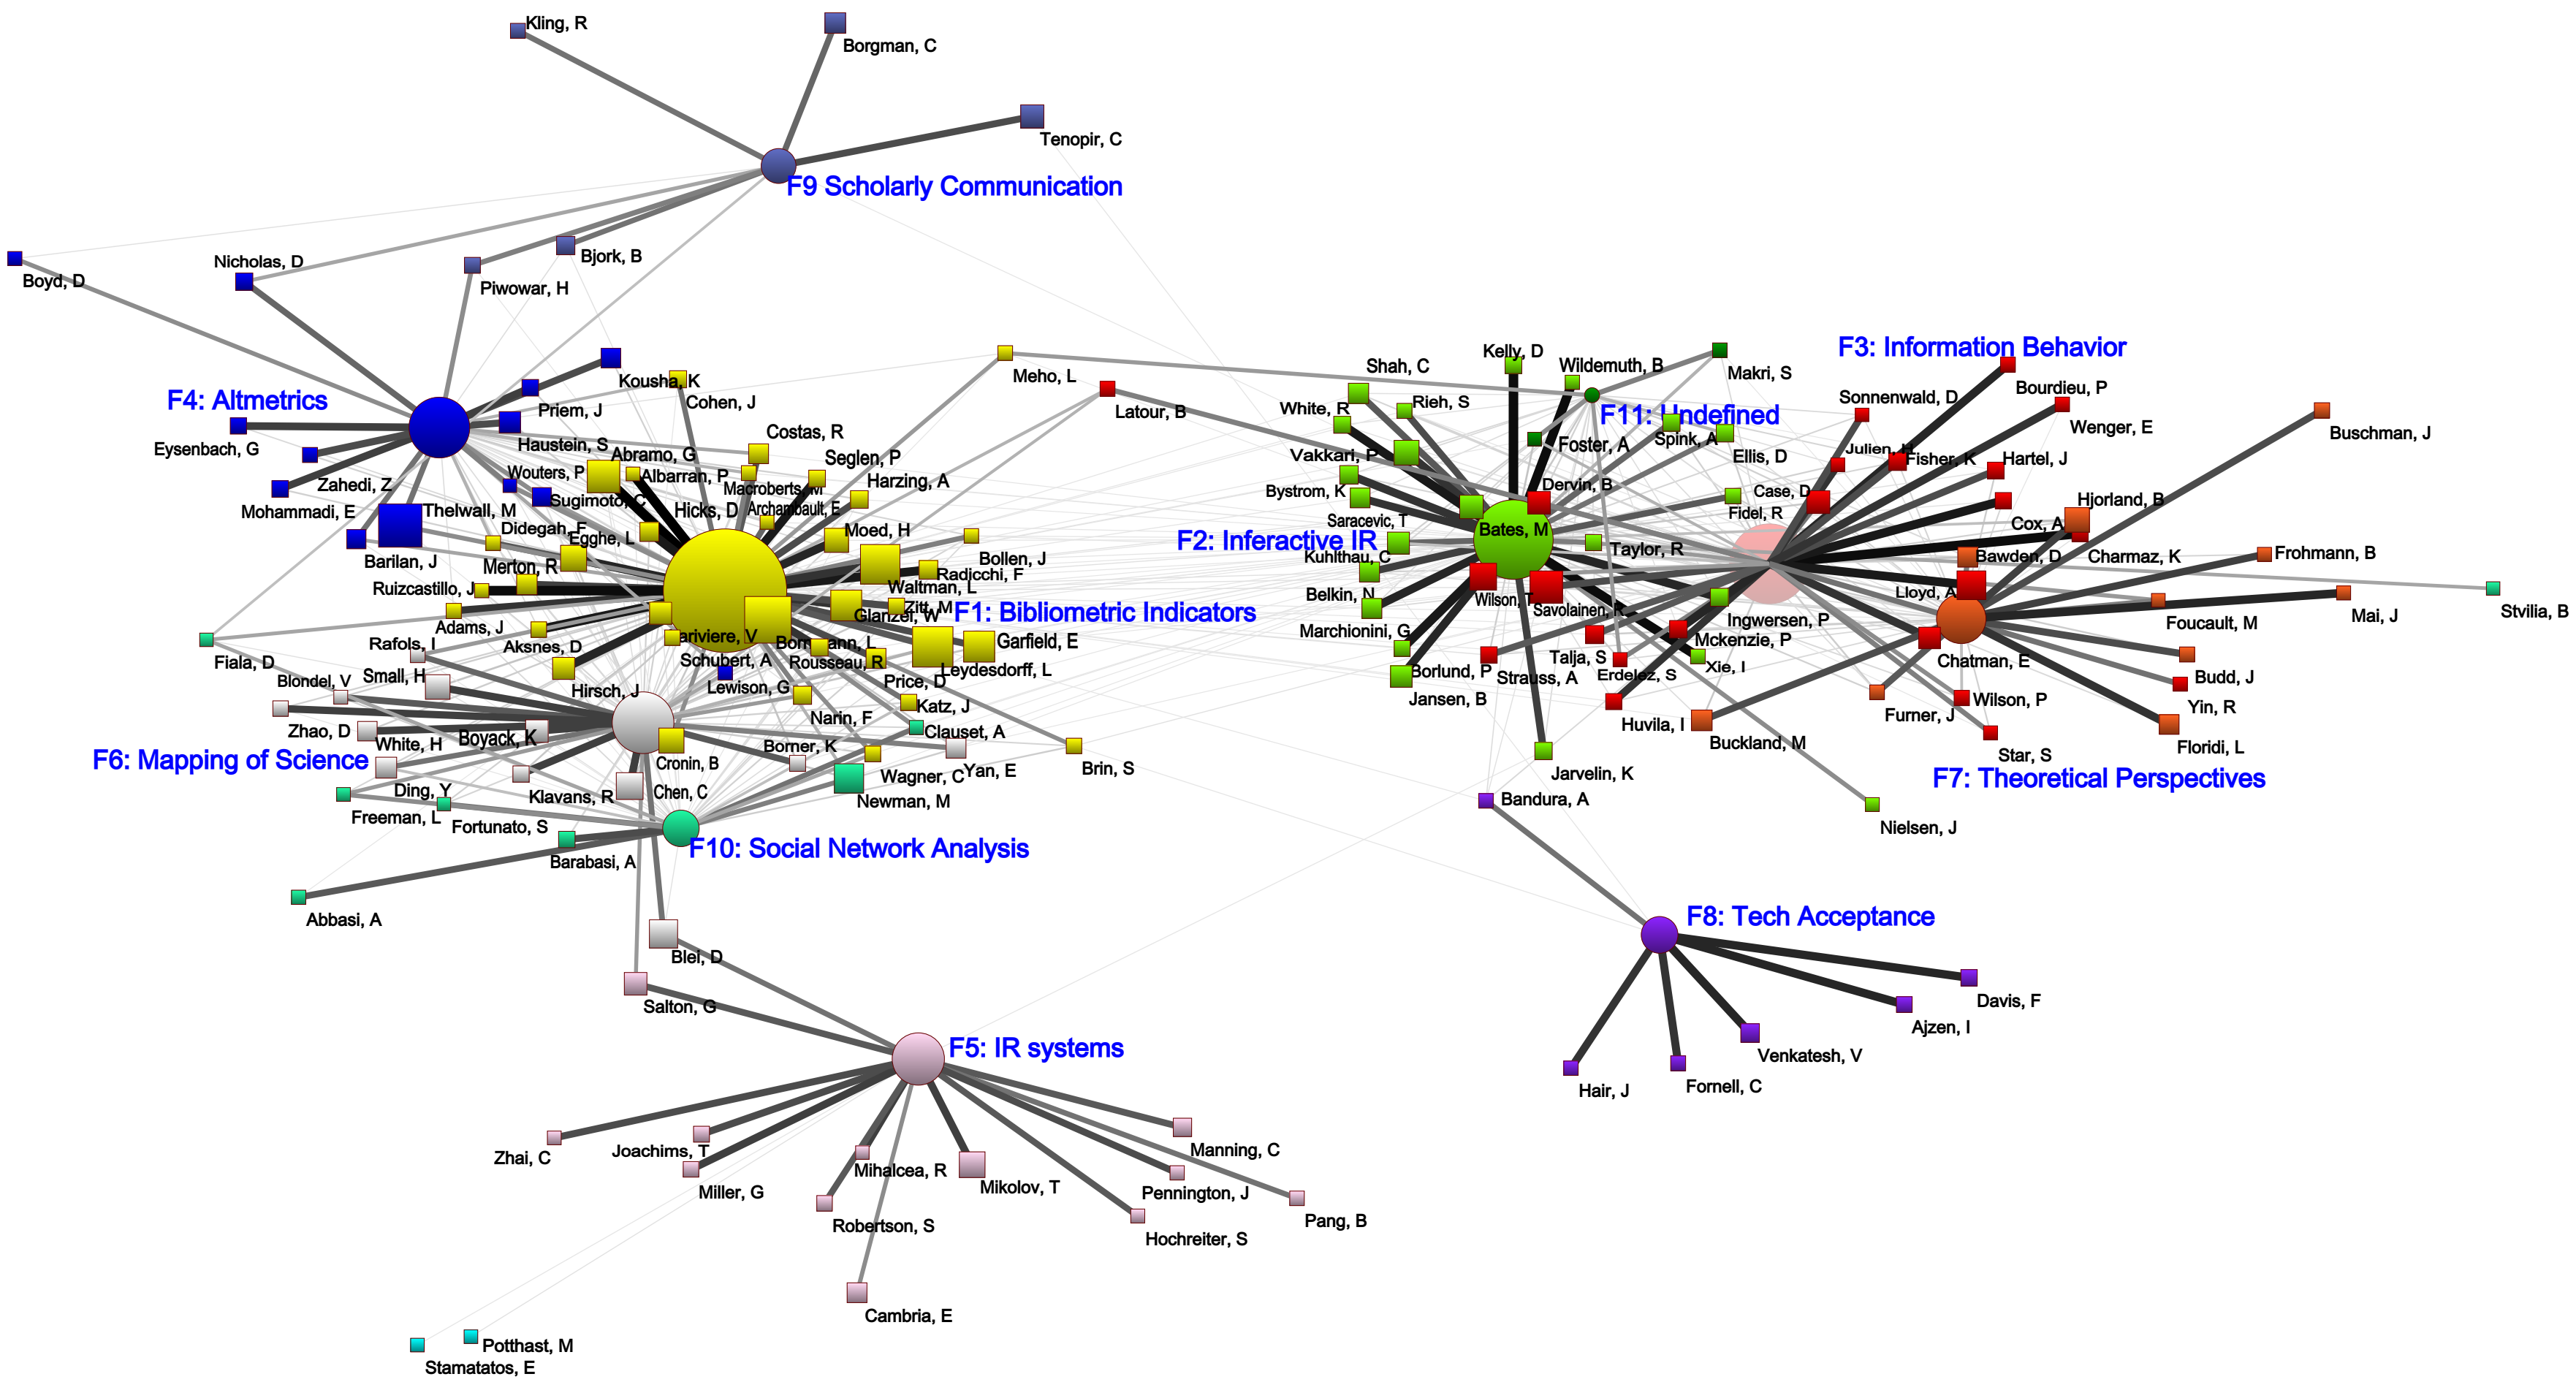 Kling, R
Borgman, C
Tenopir, C
F9 Scholarly Communication
Boyd, D
Nicholas, D
Bjork, B
Piwowar, H
F4: Altmetrics
Kousha, K
Cohen, J
Priem, J
Meho, L
Latour, B
Eysenbach, G
Haustein, S
Costas, R
Abramo, G
Seglen, P
Wouters, P
Albarran, P
Harzing, A
Zahedi, Z
Macroberts, M
Mohammadi, E
Sugimoto, C
Archambault, E
Thelwall, M
Hicks, D
Didegah, F
Egghe, L
Moed, H
Barilan, J
Bollen, J
Merton, R
Radicchi, F
Ruizcastillo, J
Waltman, L
Zitt, M
Glanzel, W
F1: Bibliometric Indicators
Adams, J
Aksnes, D
Rafols, I
Garfield, E
Schubert, A
Rousseau, R
Leydesdorff, L
Fiala, D
Small, H
Blondel, V
Hirsch, J
Lewison, G
Price, D
Katz, J
Narin, F
Zhao, D
White, H
Boyack, K
Clauset, A
F6: Mapping of Science
Cronin, B
Borner, K
Wagner, C
Yan, E
Brin, S
Ding, Y
Klavans, R
Chen, C
Newman, M
Freeman, L
Fortunato, S
F10: Social Network Analysis
Barabasi, A
Abbasi, A
Blei, D
Salton, G
F5: IR systems
Zhai, C
Joachims, T
Miller, G
Mihalcea, R
Mikolov, T
Manning, C
Pennington, J
Pang, B
Robertson, S
Hochreiter, S
Cambria, E
Potthast, M
Stamatatos, E
Kelly, D
Shah, C
Wildemuth, B
Makri, S
F3: Information Behavior
White, R
Rieh, S
F11: Undefined
Sonnenwald, D
Bourdieu, P
Wenger, E
Buschman, J
Foster, A
Spink, A
Vakkari, P
Ellis, D
Julien, H
Fisher, K
Hartel, J
Bystrom, K
Dervin, B
Case, D
Hjorland, B
Saracevic, T
Fidel, R
Cox, A
F2: Inferactive IR
Bates, M
Taylor, R
Bawden, D
Charmaz, K
Frohmann, B
Kuhlthau, C
Belkin, N
Wilson, T
Savolainen, R
Lloyd, A
Stvilia, B
Marchionini, G
Ingwersen, P
Foucault, M
Mai, J
Mckenzie, P
Borlund, P
Strauss, A
Talja, S
Erdelez, S
Xie, I
Chatman, E
Budd, J
Jansen, B
Huvila, I
Buckland, M
Furner, J
Wilson, P
Yin, R
Star, S
Floridi, L
Jarvelin, K
F7: Theoretical Perspectives
Bandura, A
Nielsen, J
F8: Tech Acceptance
Davis, F
Ajzen, I
Venkatesh, V
Hair, J
Fornell, C